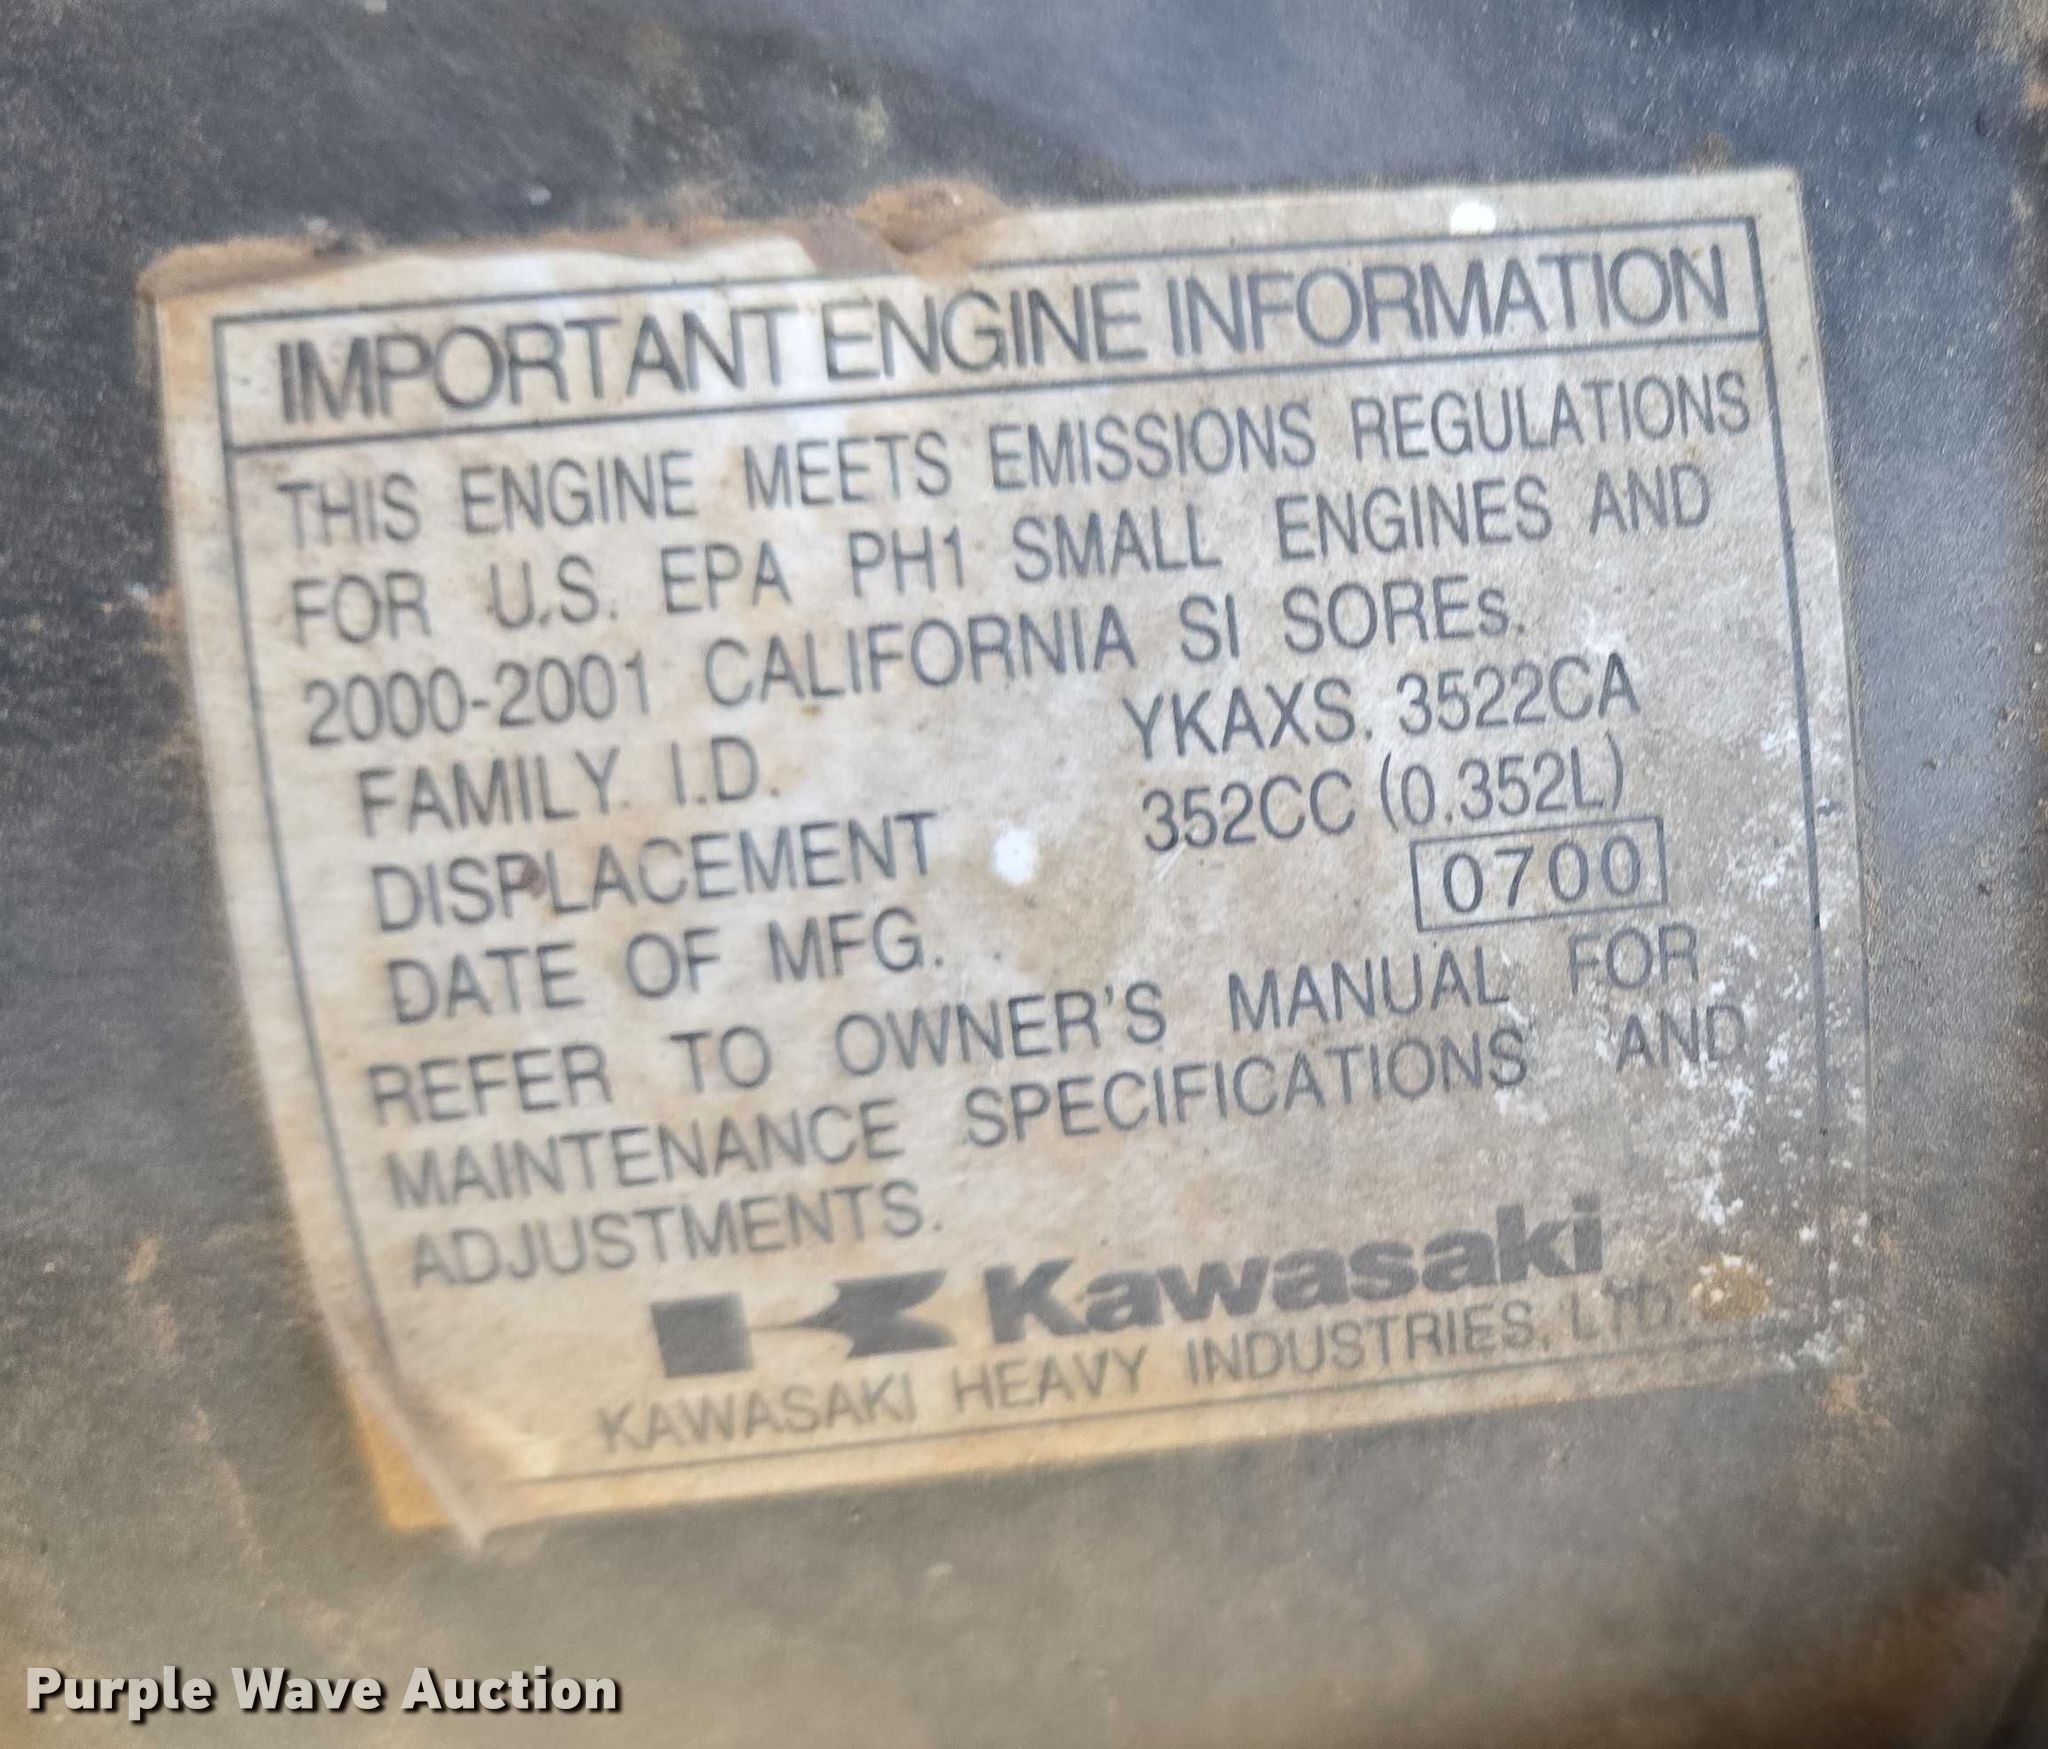 IMPORTANT ENGINE INFORMATION
THIS ENGINE MEETS EMISSIONS REGULATIONS
FOR U.S. EPA PH1 SMALL ENGINES AND
2000-2001 CALIFORNIA SI SOREs.
FAMILY I.D. YKAXS. 3522CA
DISPLACEMENT 352CC (0.352L)
DATE OF MFG. 0700
REFER TO OWNER'S MANUAL FOR
MAINTENANCE SPECIFICATIONS AND
ADJUSTMENTS.
Kawasaki
KAWASAKI HEAVY INDUSTRIES, LTD.
Purple Wave Auction